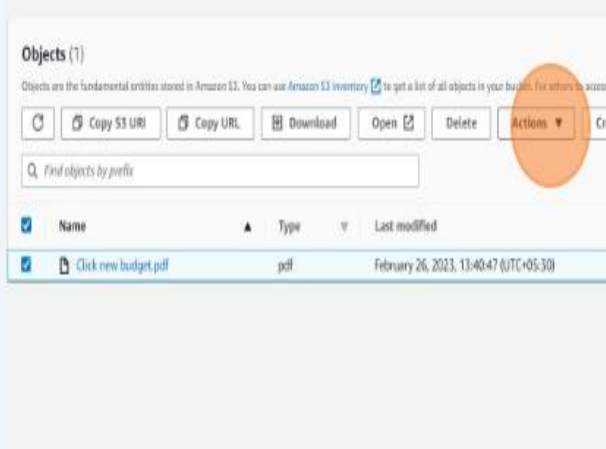 Objects (1)
Objects are the fundamental entities stored in Amazon S3. You can use Amazon S3 inventory to get a list of all objects in your bucket. For others to access
Copy S3 URI Copy URL Download Open Delete Actions Cr
Find objects by prefix
Name Type Last modified
Click new budget.pdf pdf February 26, 2023, 13:40:47 (UTC+05:30)